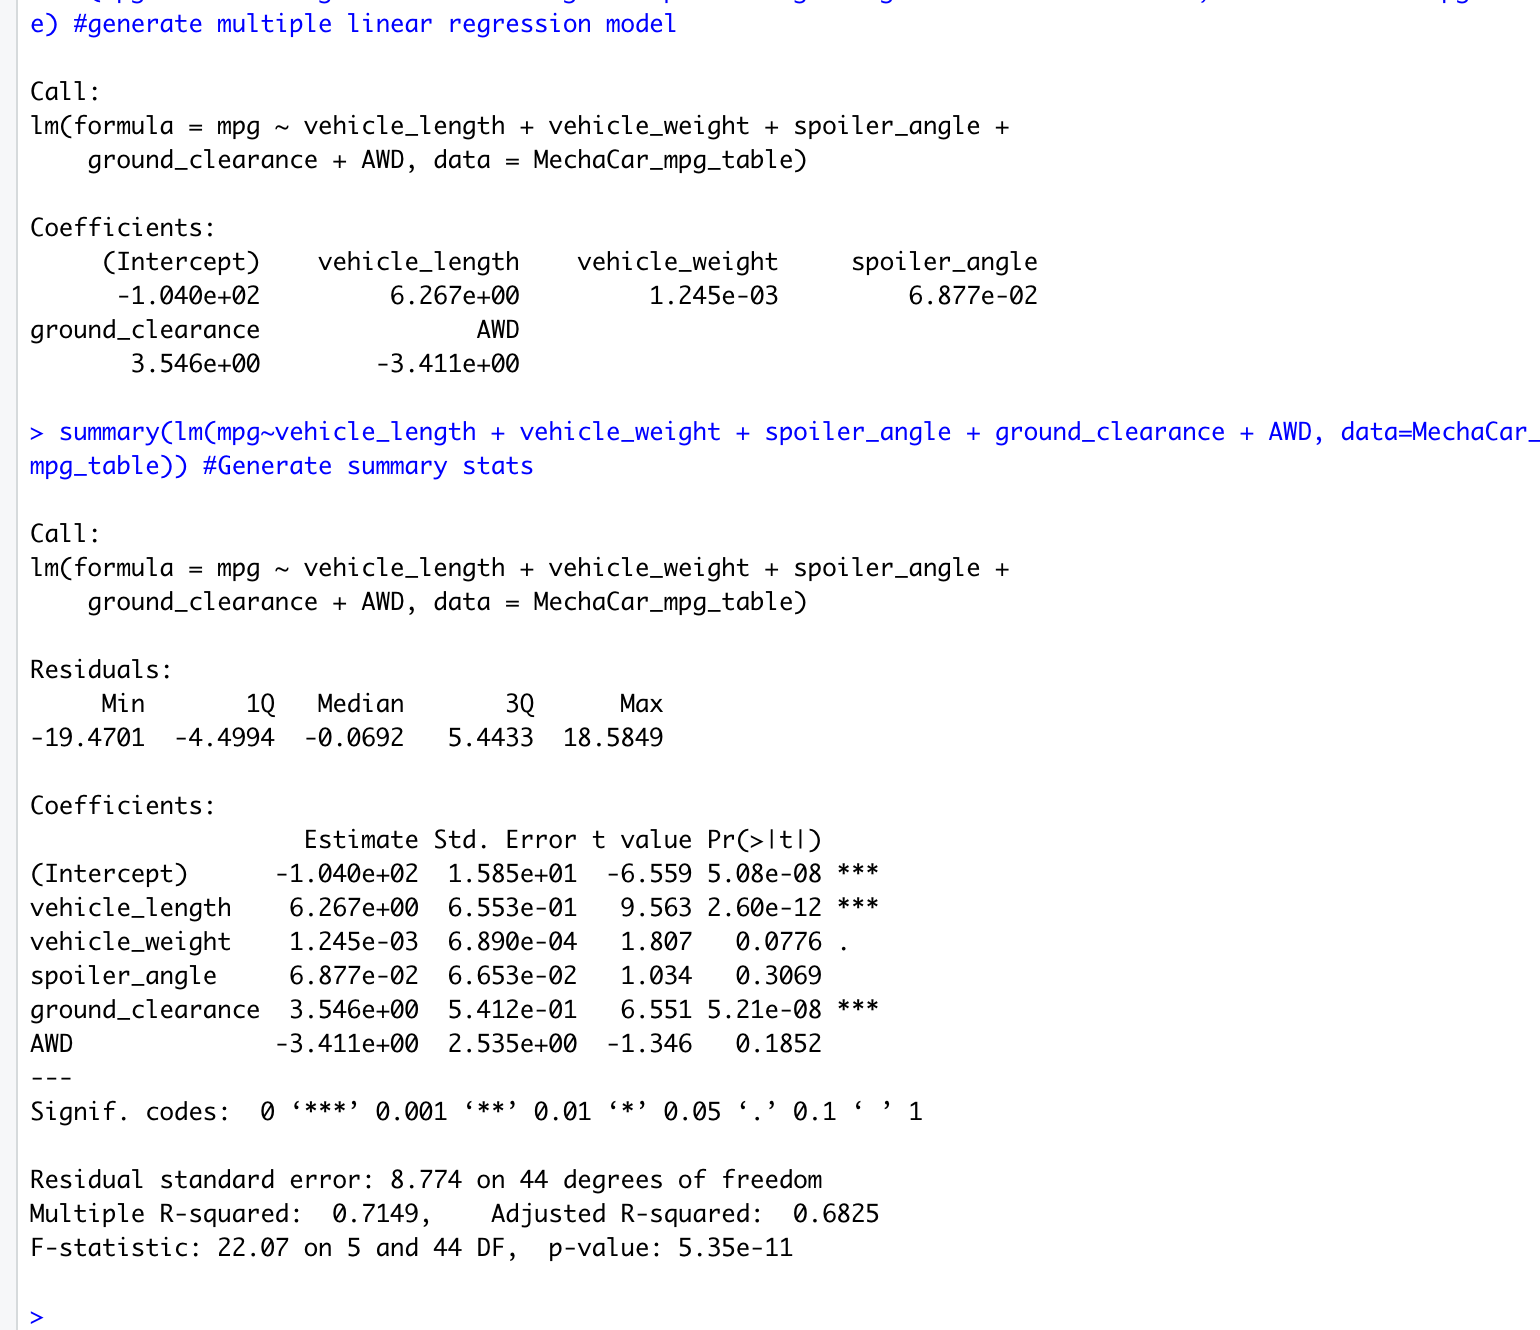 e) #generate multiple linear regression model
Call:
lm(formula = mpg ~ vehicle_length + vehicle_weight + spoiler_angle +
    ground_clearance + AWD, data = MechaCar_mpg_table)
Coefficients:
     (Intercept)    vehicle_length    vehicle_weight     spoiler_angle
      -1.040e+02         6.267e+00         1.245e-03         6.877e-02
ground_clearance               AWD
       3.546e+00        -3.411e+00
> summary(lm(mpg~vehicle_length + vehicle_weight + spoiler_angle + ground_clearance + AWD, data=MechaCar_
mpg_table)) #Generate summary stats
Call:
lm(formula = mpg ~ vehicle_length + vehicle_weight + spoiler_angle +
    ground_clearance + AWD, data = MechaCar_mpg_table)
Residuals:
     Min       1Q   Median       3Q      Max
-19.4701  -4.4994  -0.0692   5.4433  18.5849
Coefficients:
                   Estimate Std. Error t value Pr(>|t|)
(Intercept)      -1.040e+02  1.585e+01  -6.559 5.08e-08 ***
vehicle_length    6.267e+00  6.553e-01   9.563 2.60e-12 ***
vehicle_weight    1.245e-03  6.890e-04   1.807   0.0776 .
spoiler_angle     6.877e-02  6.653e-02   1.034   0.3069
ground_clearance  3.546e+00  5.412e-01   6.551 5.21e-08 ***
AWD              -3.411e+00  2.535e+00  -1.346   0.1852
---
Signif. codes:  0 ‘***’ 0.001 ‘**’ 0.01 ‘*’ 0.05 ‘.’ 0.1 ‘ ’ 1
Residual standard error: 8.774 on 44 degrees of freedom
Multiple R-squared:  0.7149,    Adjusted R-squared:  0.6825
F-statistic: 22.07 on 5 and 44 DF,  p-value: 5.35e-11
>